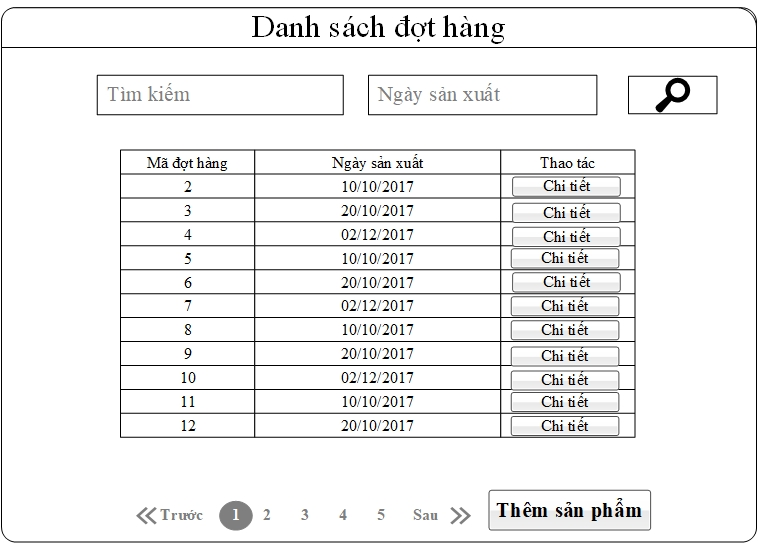 Danh sách đợt hàng
Tìm kiếm Ngày sản xuất
Mã đợt hàng Ngày sản xuất Thao tác
2 10/10/2017 Chi tiết
3 20/10/2017 Chi tiết
4 02/12/2017 Chi tiết
5 10/10/2017 Chi tiết
6 20/10/2017 Chi tiết
7 02/12/2017 Chi tiết
8 10/10/2017 Chi tiết
9 20/10/2017 Chi tiết
10 02/12/2017 Chi tiết
11 10/10/2017 Chi tiết
12 20/10/2017 Chi tiết
Trước 1 2 3 4 5 Sau Thêm sản phẩm